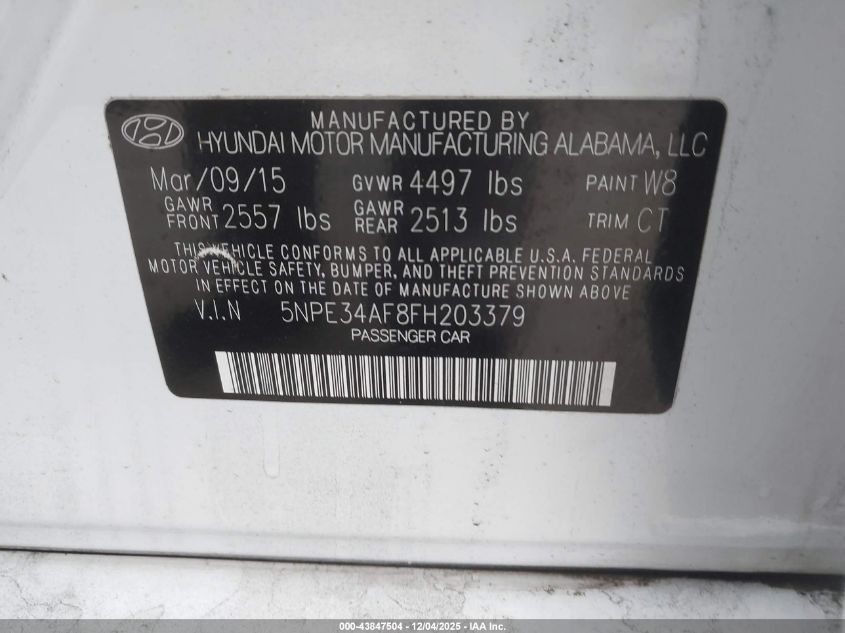 MANUFACTURED BY
HYUNDAI MOTOR MANUFACTURING ALABAMA, LLC
Mar/09/15 GVWR 4497 lbs PAINT W8
GAWR FRONT 2557 lbs GAWR REAR 2513 lbs TRIM CT
THIS VEHICLE CONFORMS TO ALL APPLICABLE U.S.A. FEDERAL
MOTOR VEHICLE SAFETY, BUMPER, AND THEFT PREVENTION STANDARDS
IN EFFECT ON THE DATE OF MANUFACTURE SHOWN ABOVE
V.I.N 5NPE34AF8FH203379
PASSENGER CAR
000-43847504 - 12/04/2025 - IAA Inc.